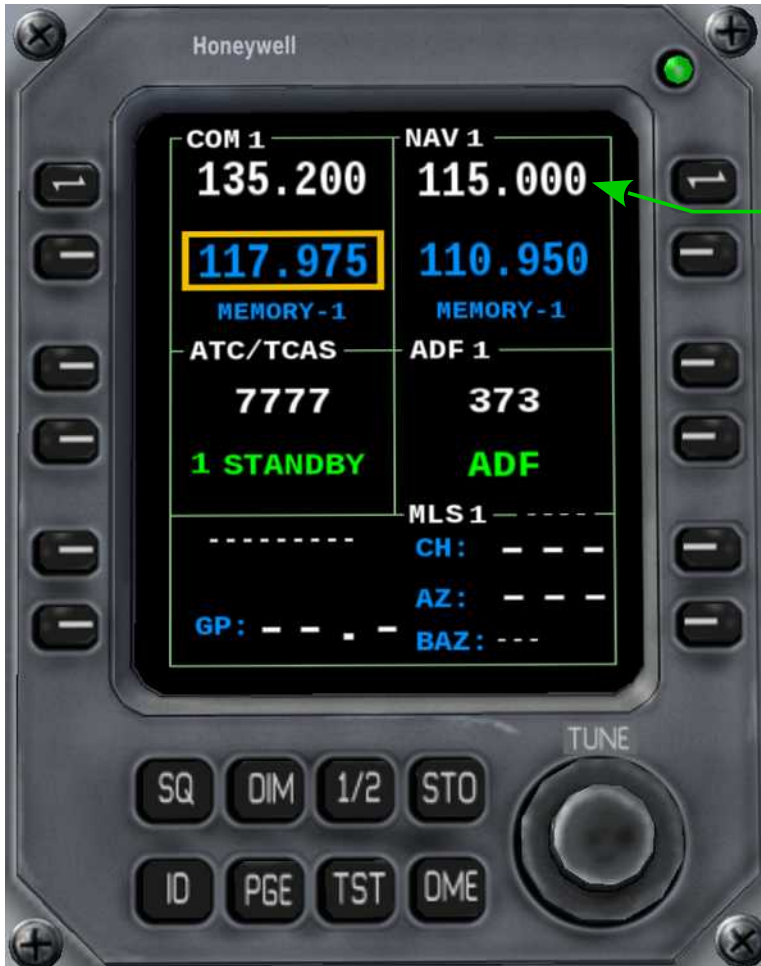 Honeywell
COM 1 NAV 1
135.200 115.000
117.975 110.950
MEMORY-1 MEMORY-1
ATC/TCAS ADF 1
7777 373
1 STANDBY ADF
MLS 1 -----
--------- CH: ---
AZ: ---
GP: --.- BAZ: ---
TUNE
SQ DIM 1/2 STO
IO PGE TST DME